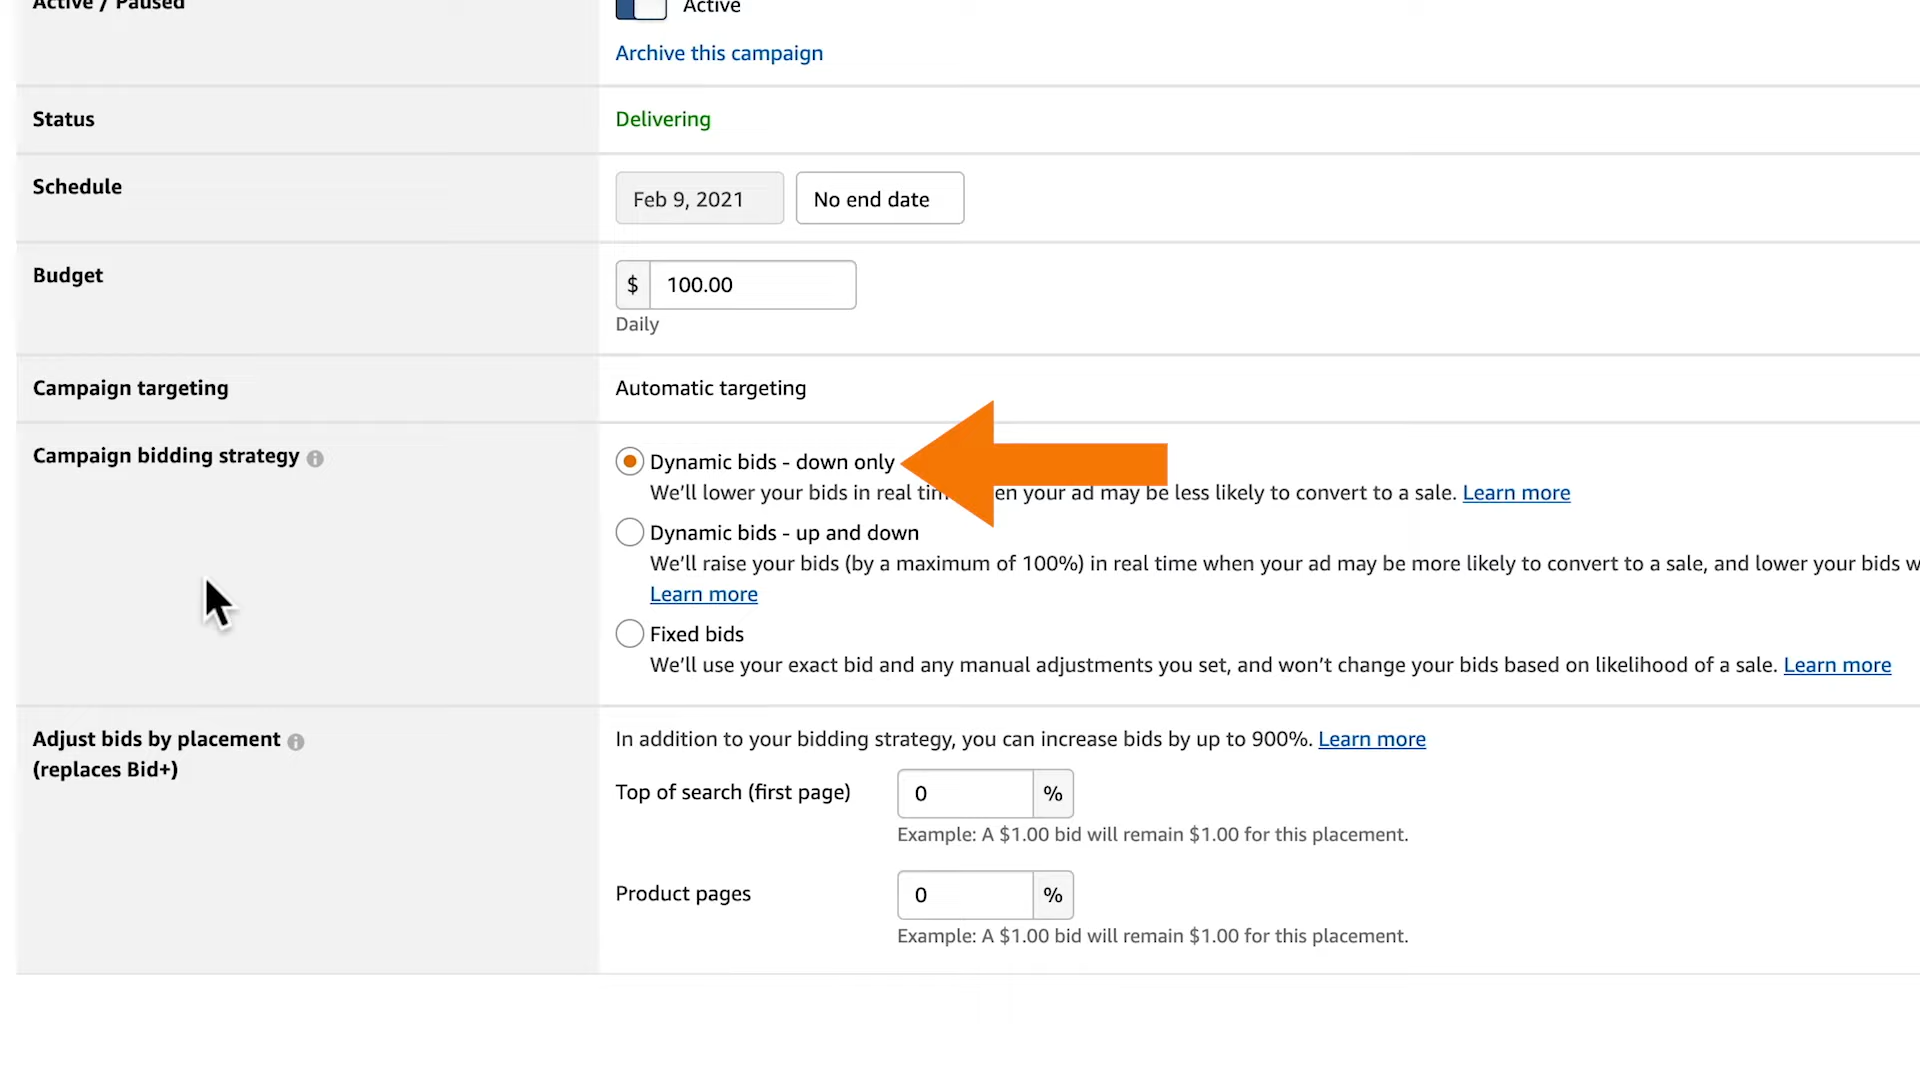 Active / Paused
Active
Archive this campaign
Status
Delivering
Schedule
Feb 9, 2021
No end date
Budget
$ 100.00
Daily
Campaign targeting
Automatic targeting
Campaign bidding strategy
Dynamic bids - down only
We’ll lower your bids in real tim en your ad may be less likely to convert to a sale. Learn more
Dynamic bids - up and down
We’ll raise your bids (by a maximum of 100%) in real time when your ad may be more likely to convert to a sale, and lower your bids w
Learn more
Fixed bids
We’ll use your exact bid and any manual adjustments you set, and won’t change your bids based on likelihood of a sale. Learn more
Adjust bids by placement
(replaces Bid+)
In addition to your bidding strategy, you can increase bids by up to 900%. Learn more
Top of search (first page)
0 %
Example: A $1.00 bid will remain $1.00 for this placement.
Product pages
0 %
Example: A $1.00 bid will remain $1.00 for this placement.